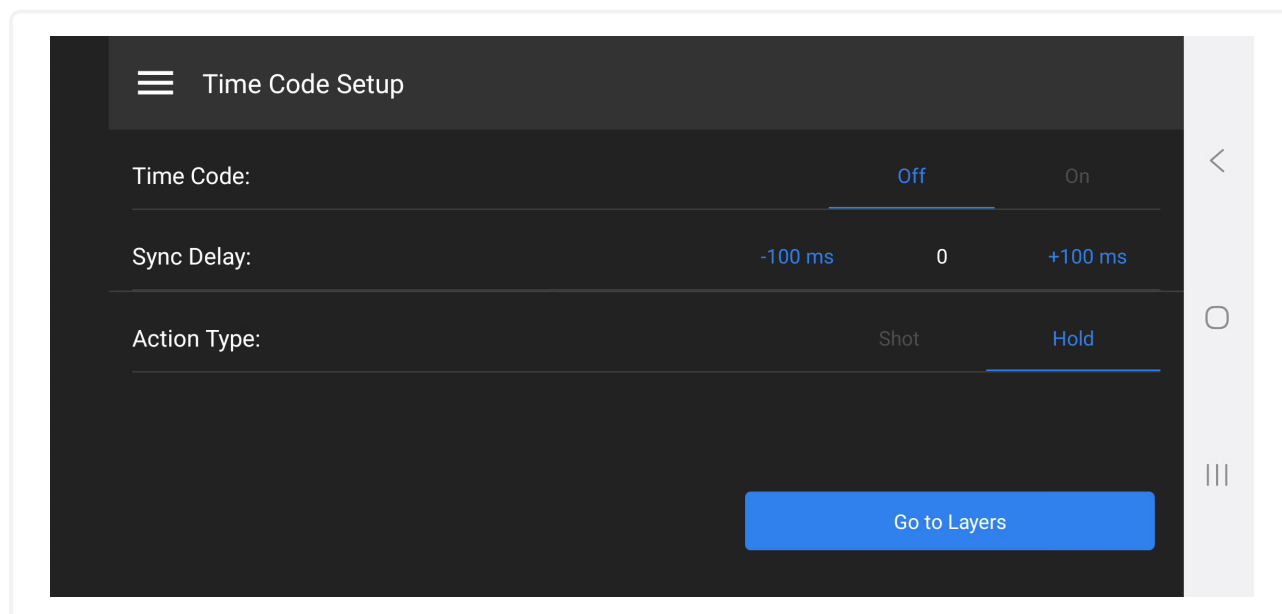 Time Code Setup
Time Code: Off On
Sync Delay: -100 ms 0 +100 ms
Action Type: Shot Hold
Go to Layers